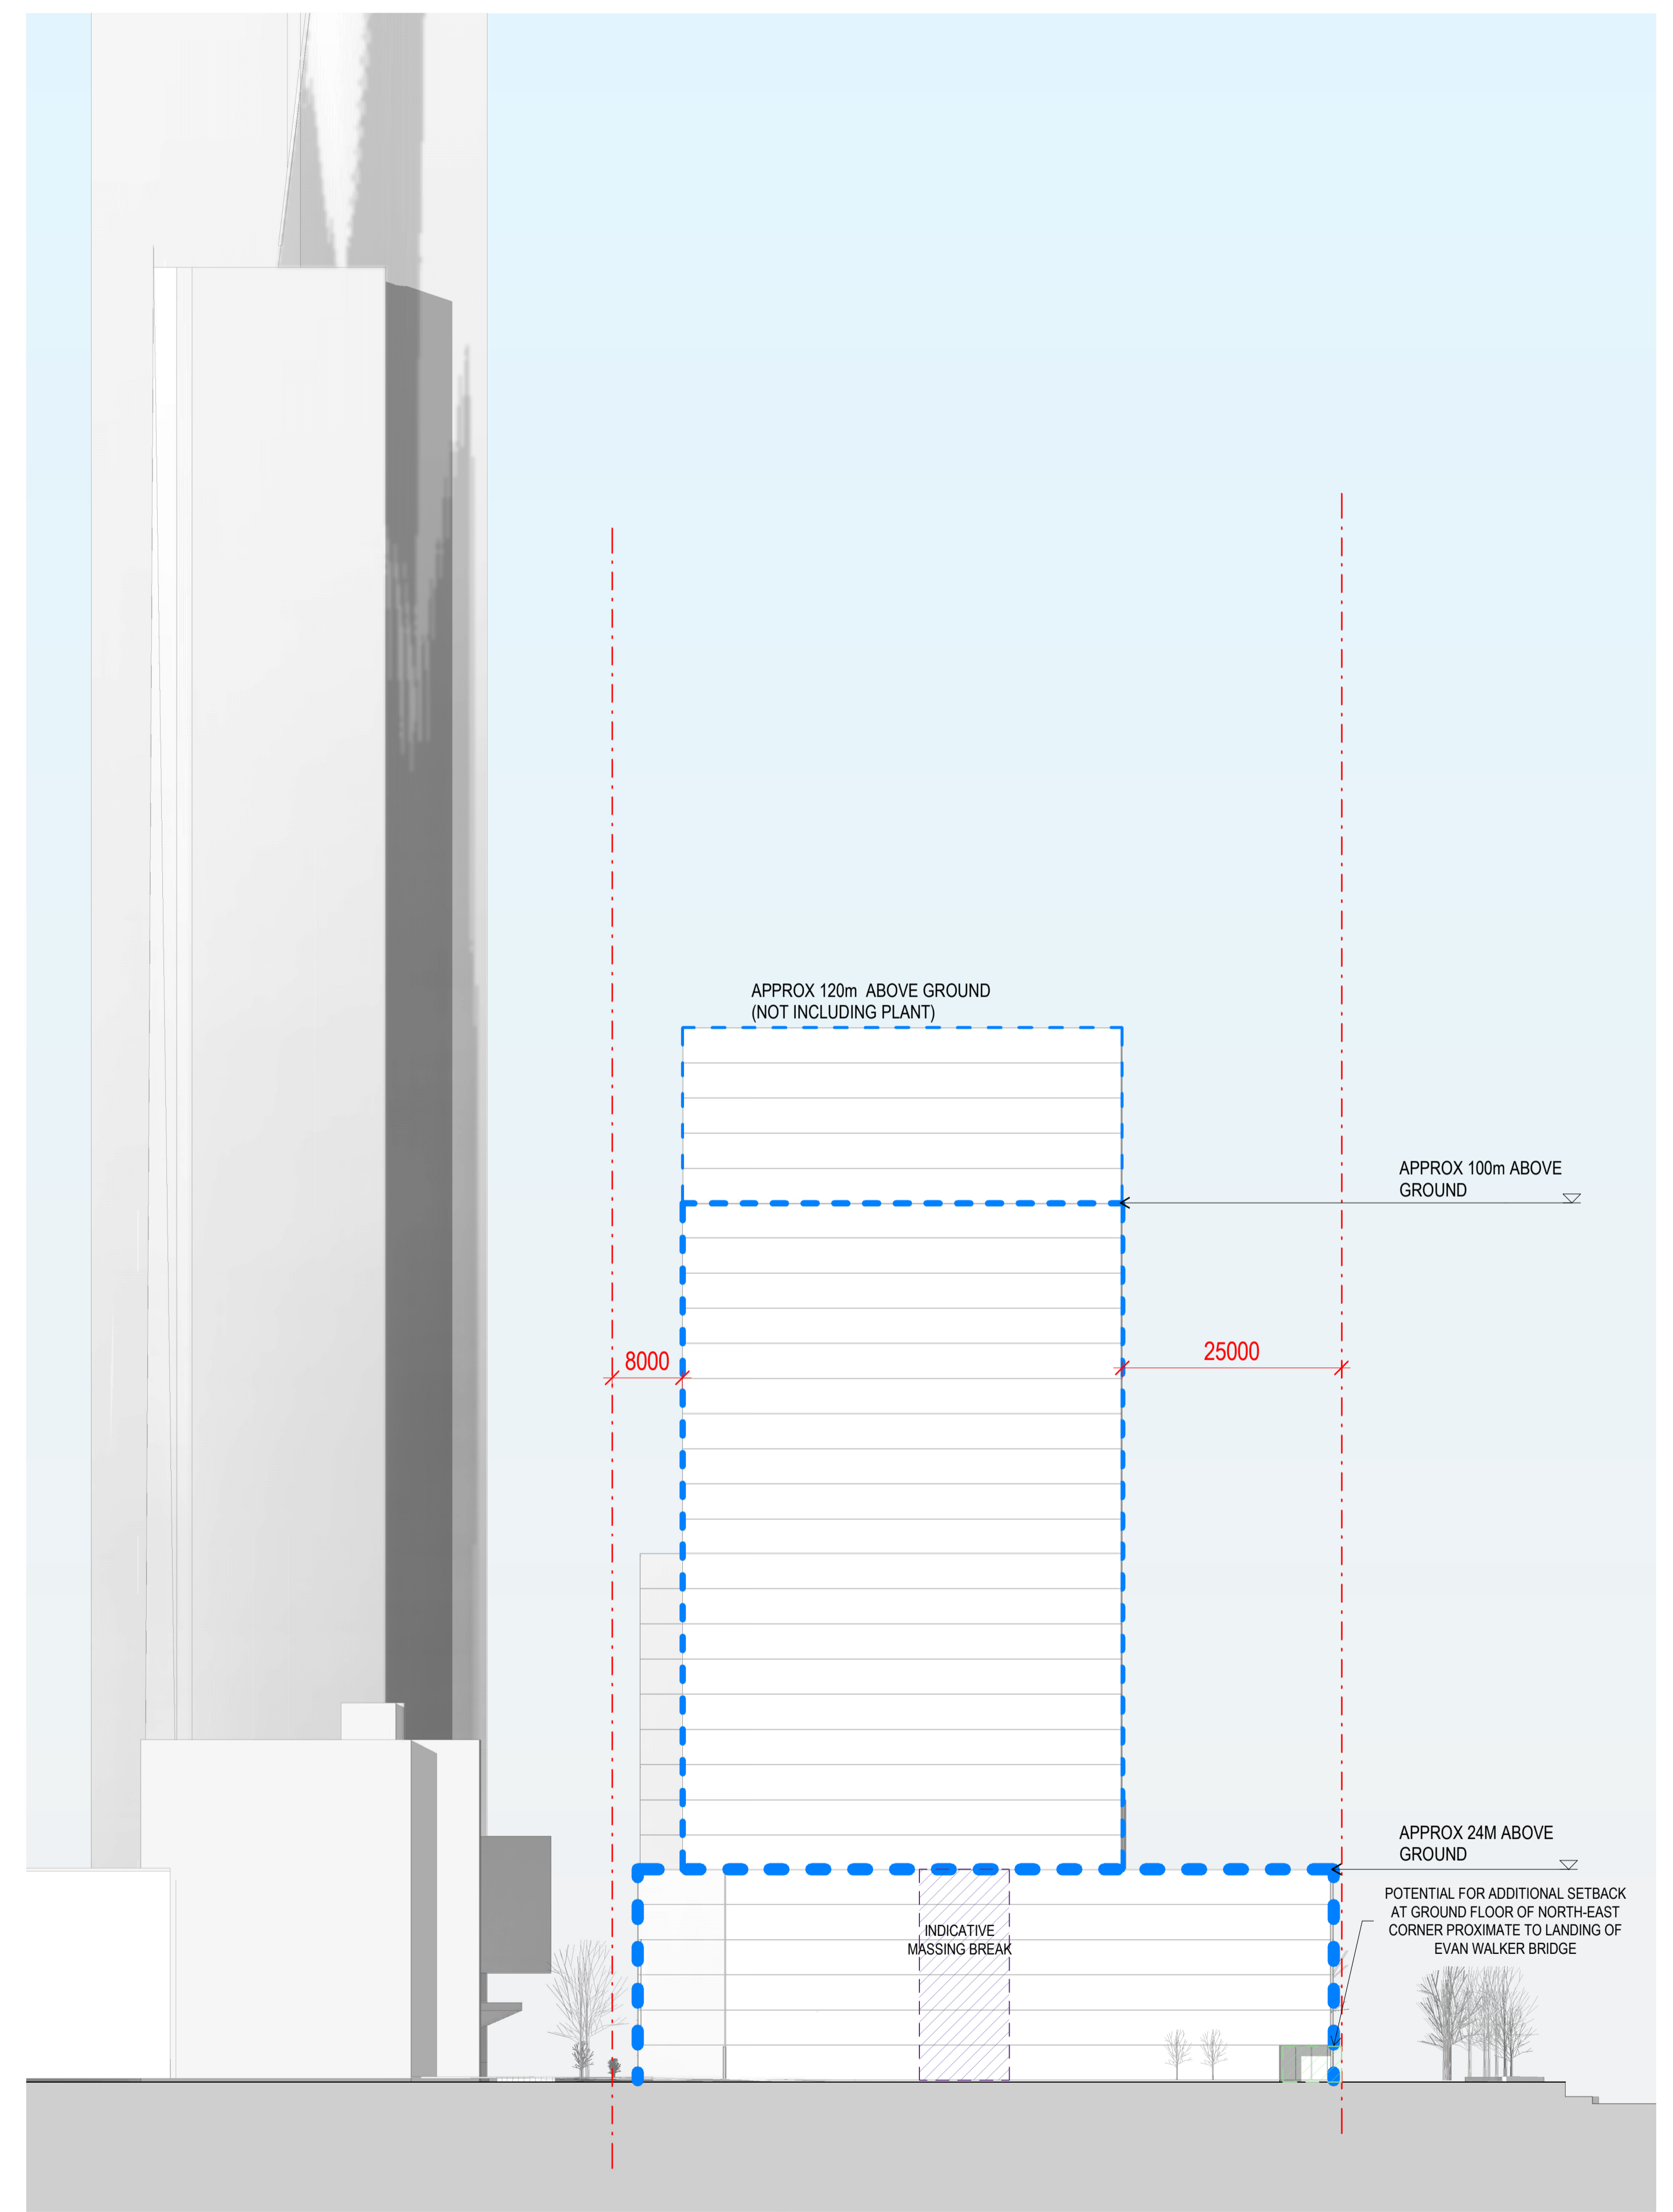 APPROX 120m ABOVE GROUND
(NOT INCLUDING PLANT)
APPROX 100m ABOVE
GROUND
8000
25000
APPROX 24M ABOVE
GROUND
POTENTIAL FOR ADDITIONAL SETBACK
AT GROUND FLOOR OF NORTH-EAST
CORNER PROXIMATE TO LANDING OF
EVAN WALKER BRIDGE
INDICATIVE
MASSING BREAK